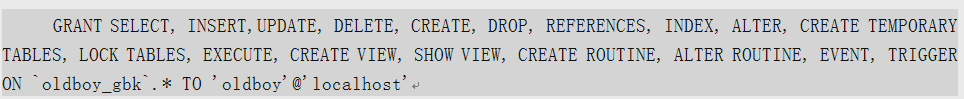 GRANT SELECT, INSERT,UPDATE, DELETE, CREATE, DROP, REFERENCES, INDEX, ALTER, CREATE TEMPORARY
TABLES, LOCK TABLES, EXECUTE, CREATE VIEW, SHOW VIEW, CREATE ROUTINE, ALTER ROUTINE, EVENT, TRIGGER
ON `oldboy_gbk`.* TO 'oldboy'@'localhost'